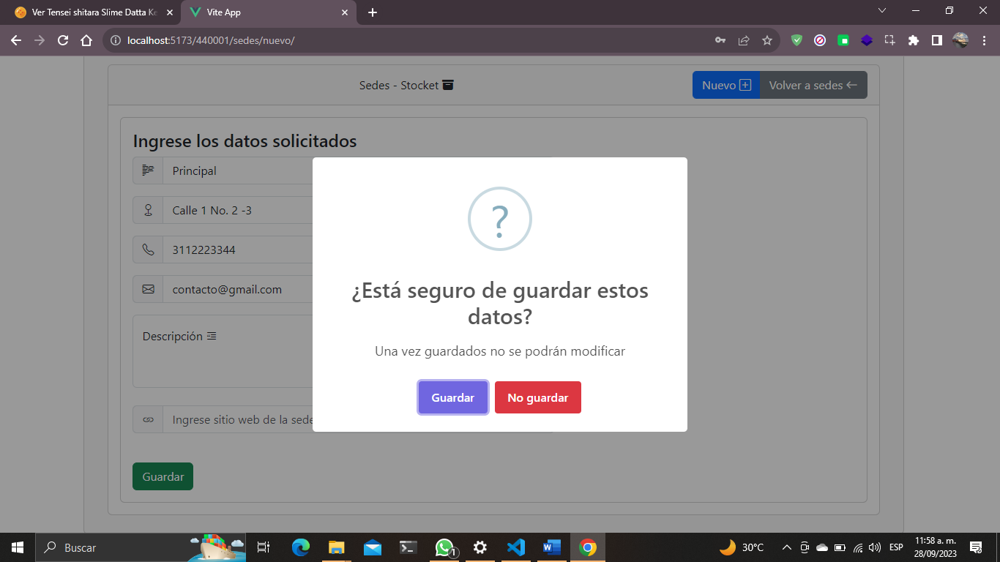 Ver Tensei shitara Slime Datta Ke
Vite App
localhost:5173/440001/sedes/nuevo/
Sedes - Stocket
Nuevo
Volver a sedes
Ingrese los datos solicitados
Principal
Calle 1 No. 2 -3
3112223344
contacto@gmail.com
Descripción
Ingrese sitio web de la sede
Guardar
?
¿Está seguro de guardar estos
datos?
Una vez guardados no se podrán modificar
Guardar
No guardar
Buscar
1
30°C
ESP
11:58 a. m.
28/09/2023